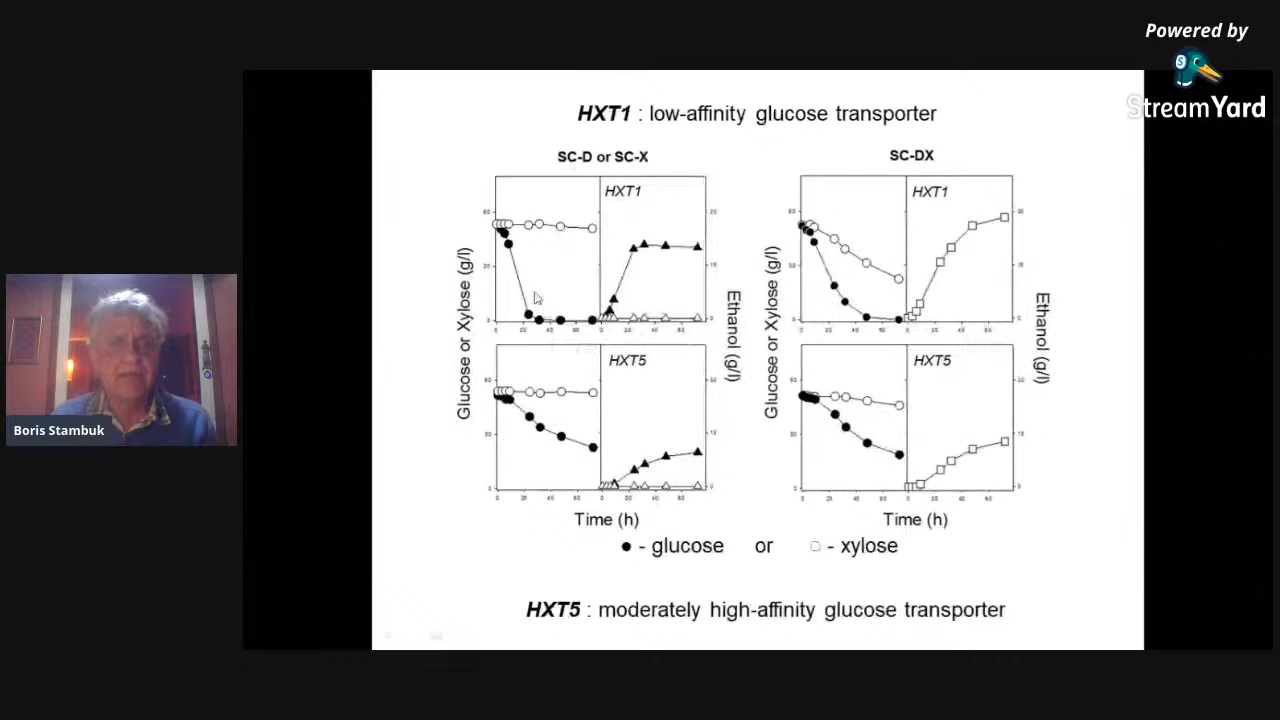 Powered by
StreamYard
HXT1 : low-affinity glucose transporter
SC-D or SC-X
SC-DX
HXT1
HXT1
Glucose or Xylose (g/l)
Ethanol (g/l)
Glucose or Xylose (g/l)
Ethanol (g/l)
HXT5
HXT5
Time (h)
Time (h)
- glucose or - xylose
HXT5 : moderately high-affinity glucose transporter
Boris Stambuk